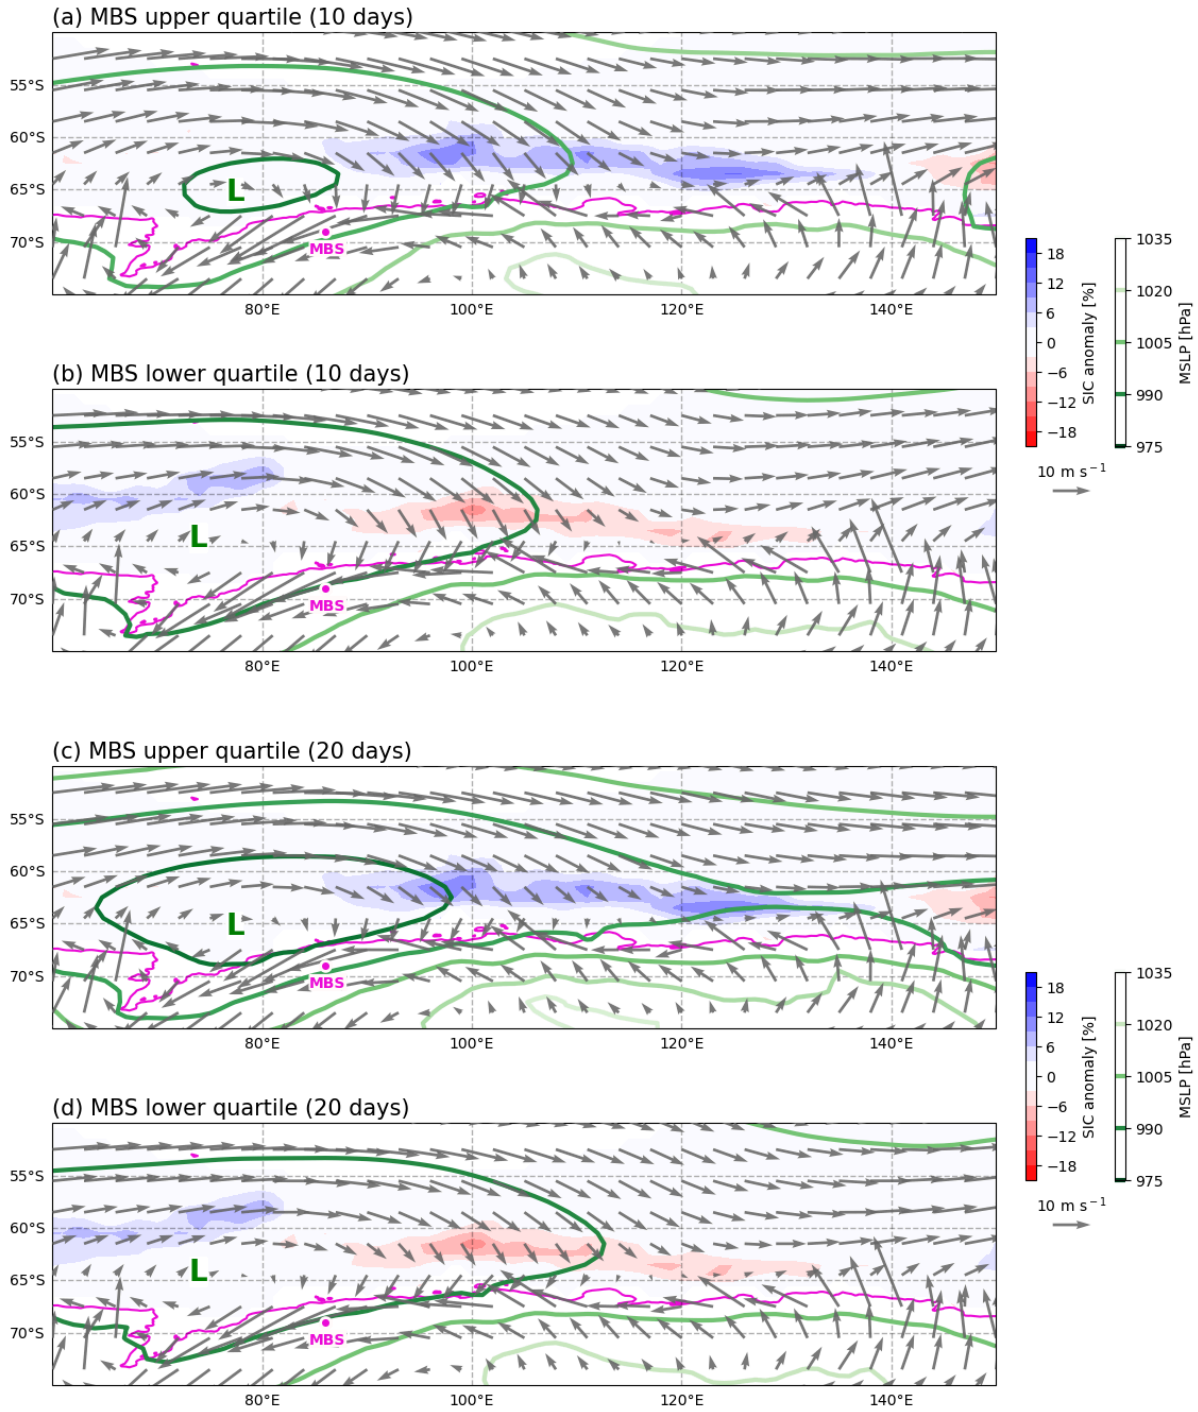 (a) MBS upper quartile (10 days)
55°S
60°S
65°S
70°S
L
MBS
80°E 100°E 120°E 140°E
(b) MBS lower quartile (10 days)
55°S
60°S
65°S
70°S
L
MBS
80°E 100°E 120°E 140°E
18
12
6
0
−6
−12
−18
SIC anomaly [%]
1035
1020
1005
990
975
MSLP [hPa]
10 m s⁻¹
(c) MBS upper quartile (20 days)
55°S
60°S
65°S
70°S
L
MBS
80°E 100°E 120°E 140°E
(d) MBS lower quartile (20 days)
55°S
60°S
65°S
70°S
L
MBS
80°E 100°E 120°E 140°E
18
12
6
0
−6
−12
−18
SIC anomaly [%]
1035
1020
1005
990
975
MSLP [hPa]
10 m s⁻¹